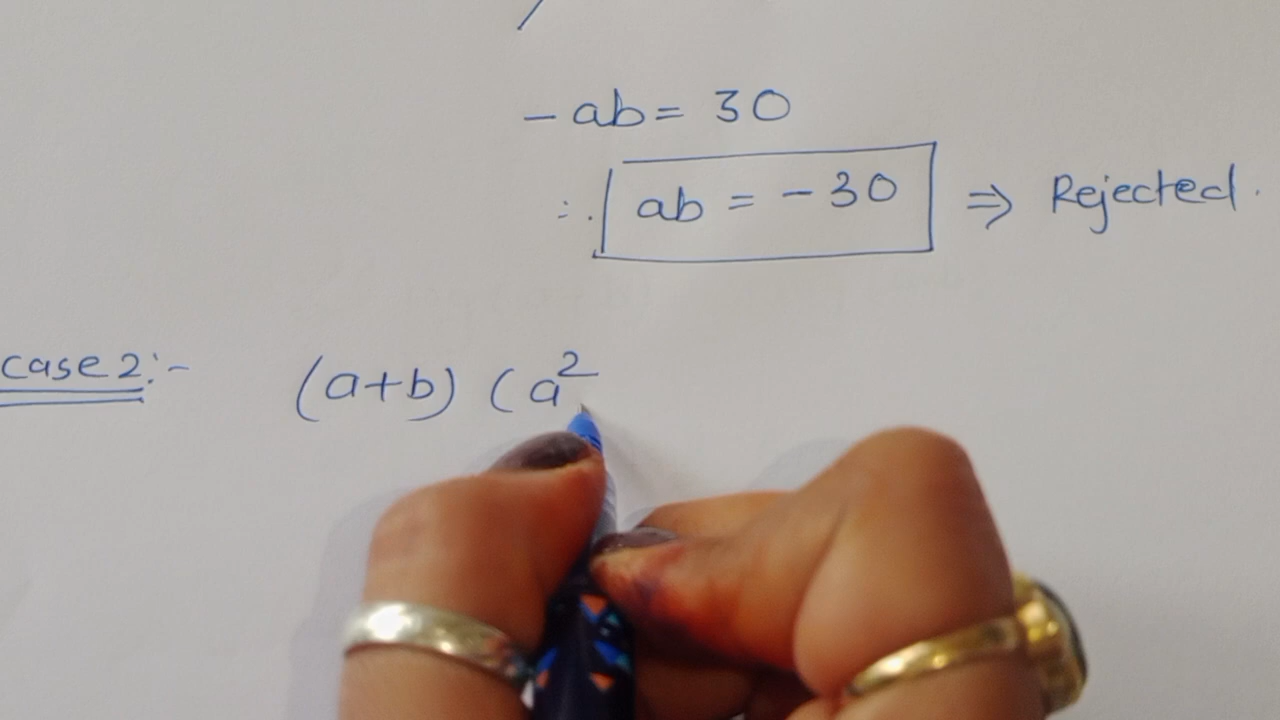 - ab = 30
∴ ab = - 30 ⇒ Rejected.
case 2:- (a+b) (a²